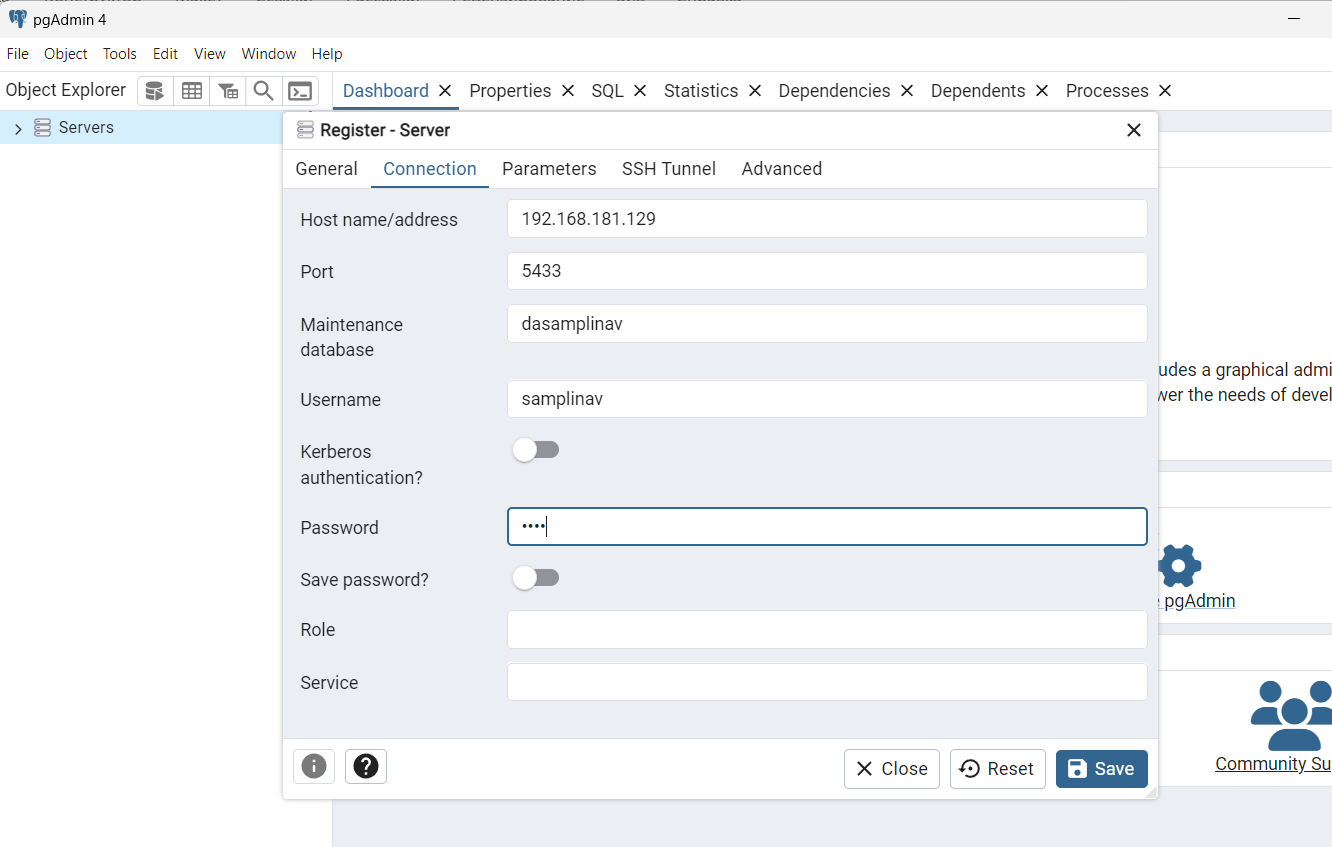 pgAdmin 4
File Object Tools Edit View Window Help
Object Explorer
Dashboard Properties SQL Statistics Dependencies Dependents Processes
Servers
Register - Server
General Connection Parameters SSH Tunnel Advanced
Host name/address 192.168.181.129
Port 5433
Maintenance
database
dasamplinav
Username samplinav
Kerberos
authentication?
Password ••••
Save password?
Role
Service
Close Reset Save
udes a graphical admi
wer the needs of devel
pgAdmin
Community Su